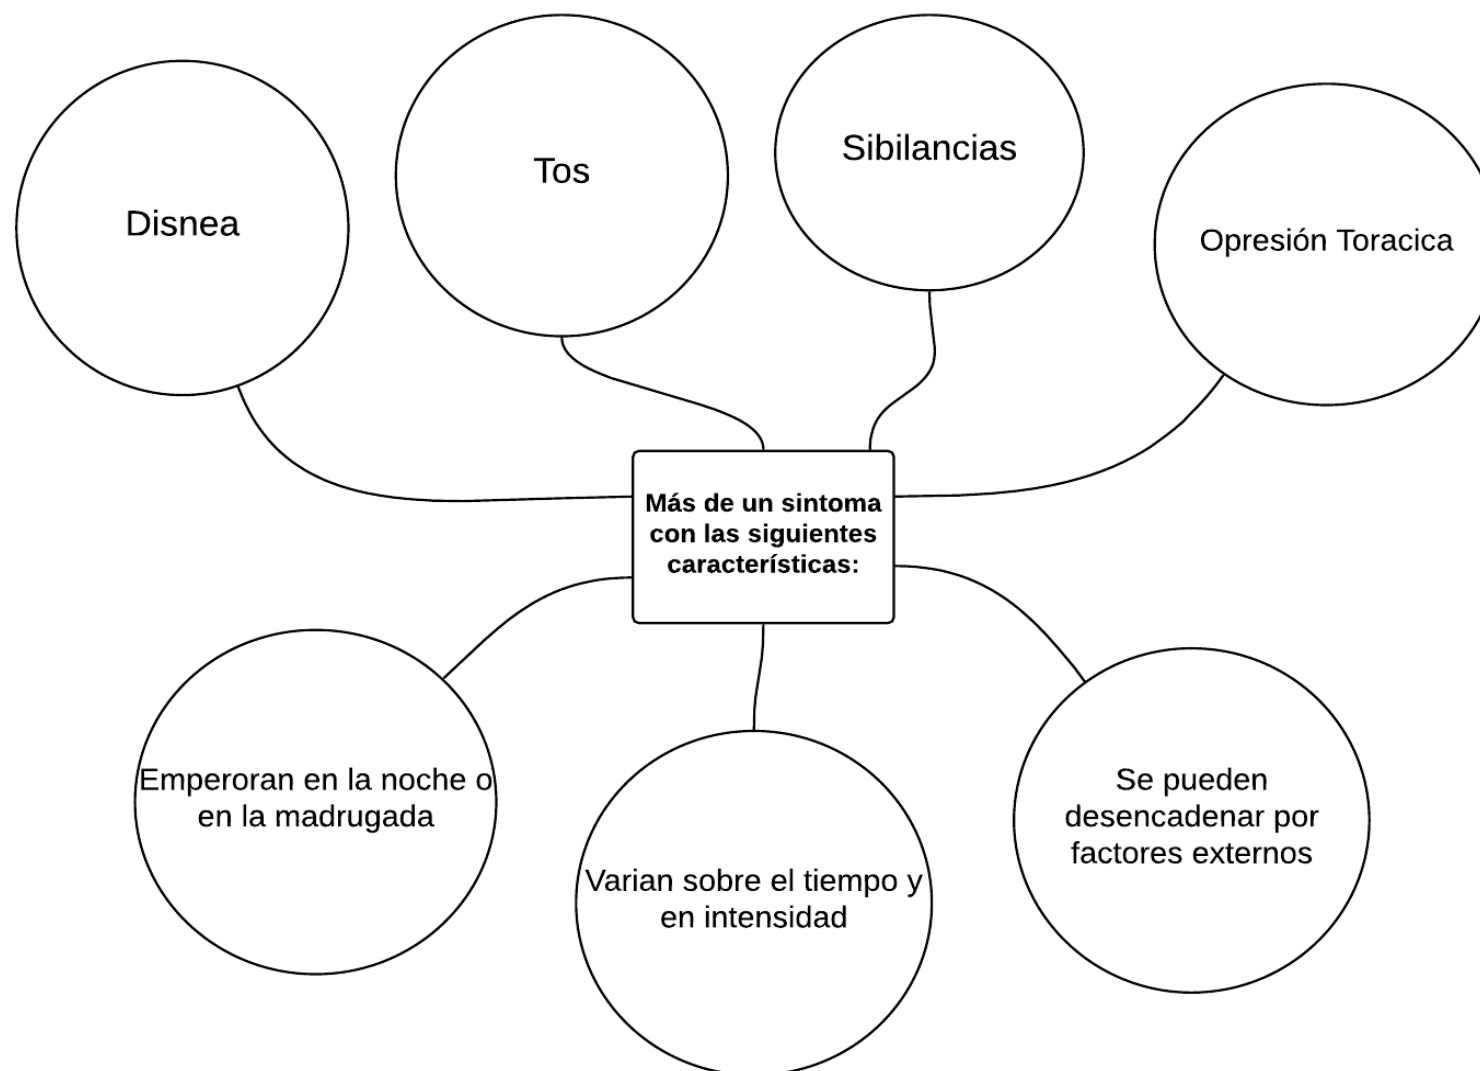 Disnea
Tos
Sibilancias
Opresión Toracica
Más de un sintoma
con las siguientes
características:
Emperoran en la noche o
en la madrugada
Varian sobre el tiempo y
en intensidad
Se pueden
desencadenar por
factores externos